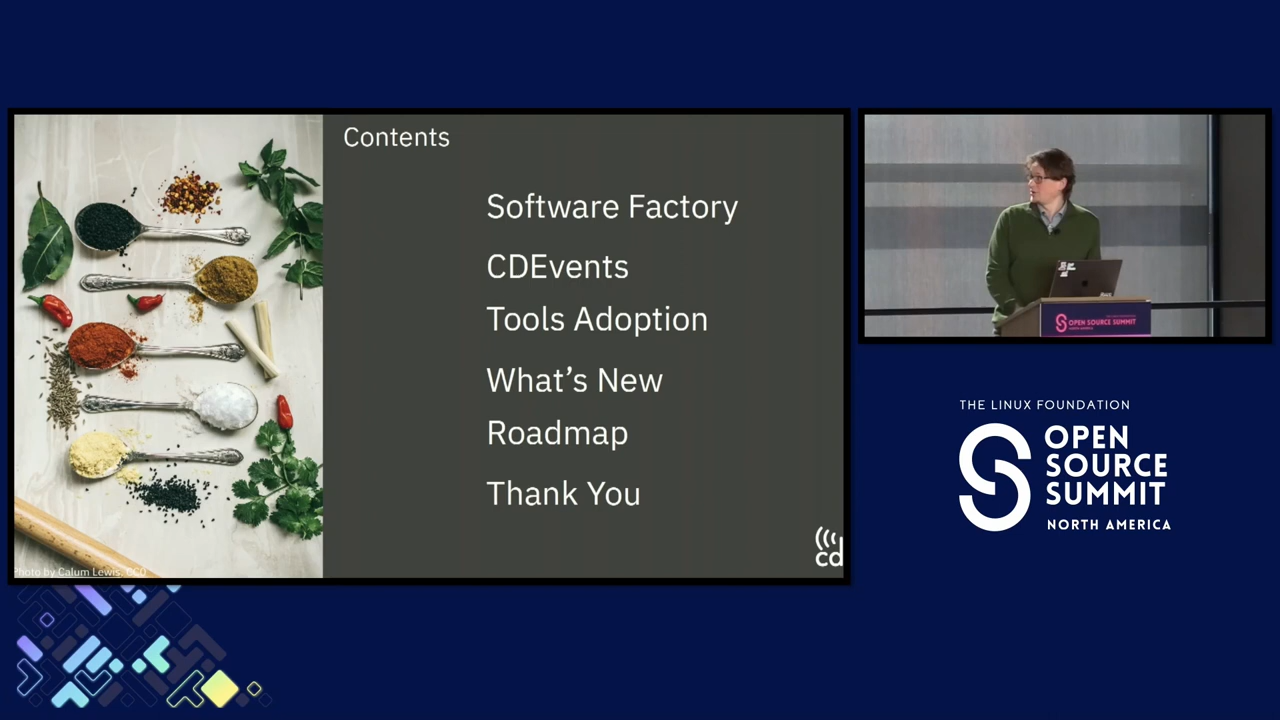 Contents
Software Factory
CDEvents
Tools Adoption
What's New
Roadmap
Thank You
cd
Photo by Calum Lewis, CC0
OPEN SOURCE SUMMIT
THE LINUX FOUNDATION
OPEN
SOURCE
SUMMIT
NORTH AMERICA